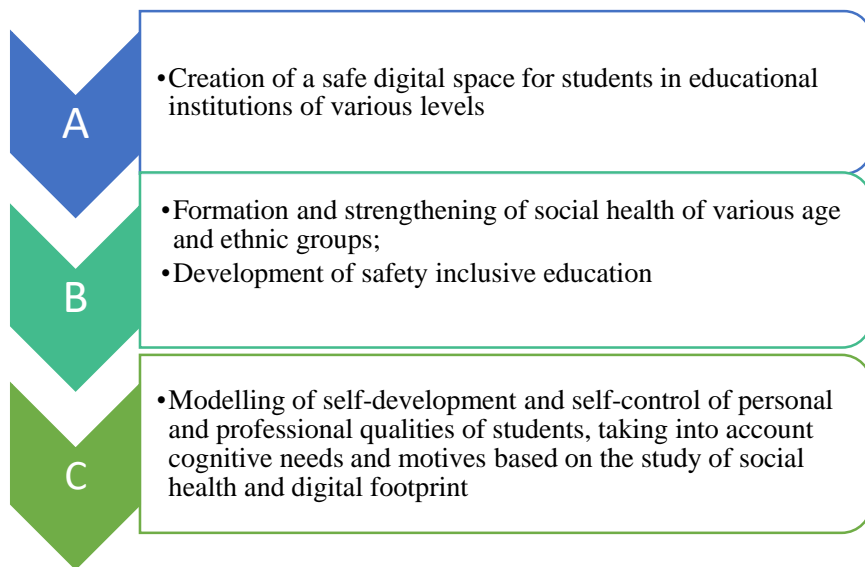 A
•Creation of a safe digital space for students in educational
institutions of various levels
B
•Formation and strengthening of social health of various age
and ethnic groups;
•Development of safety inclusive education
C
•Modelling of self-development and self-control of personal
and professional qualities of students, taking into account
cognitive needs and motives based on the study of social
health and digital footprint